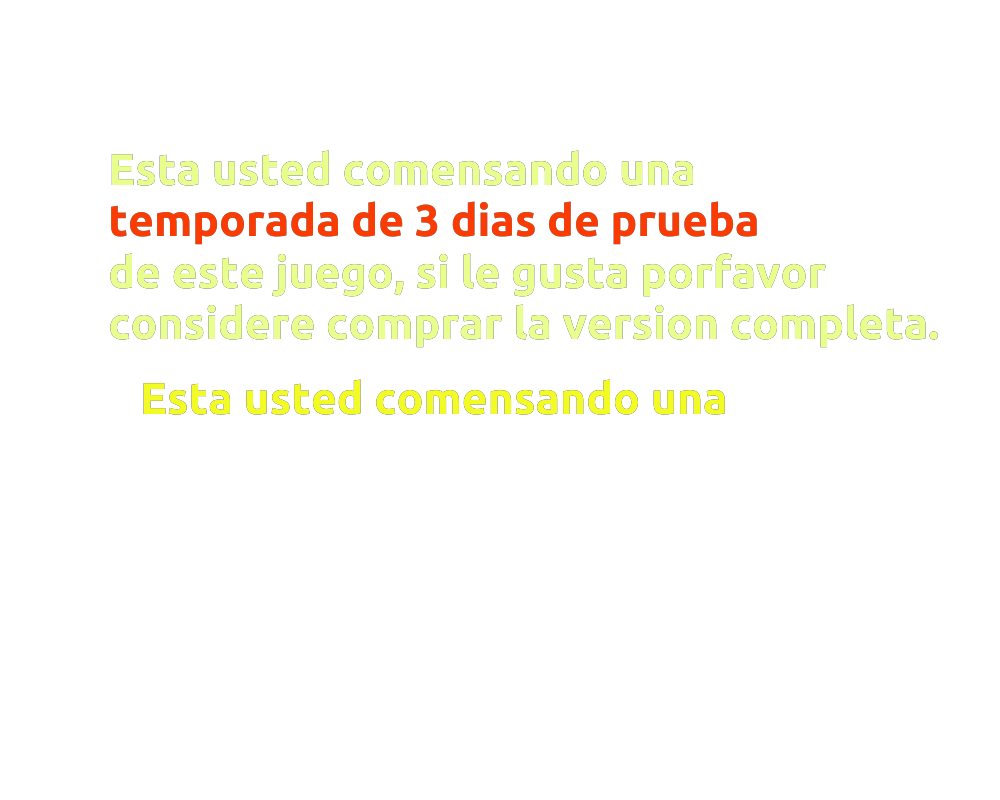 Esta usted comensando una
temporada de 3 dias de prueba
de este juego, si le gusta porfavor
considere comprar la version completa.
Esta usted comensando una